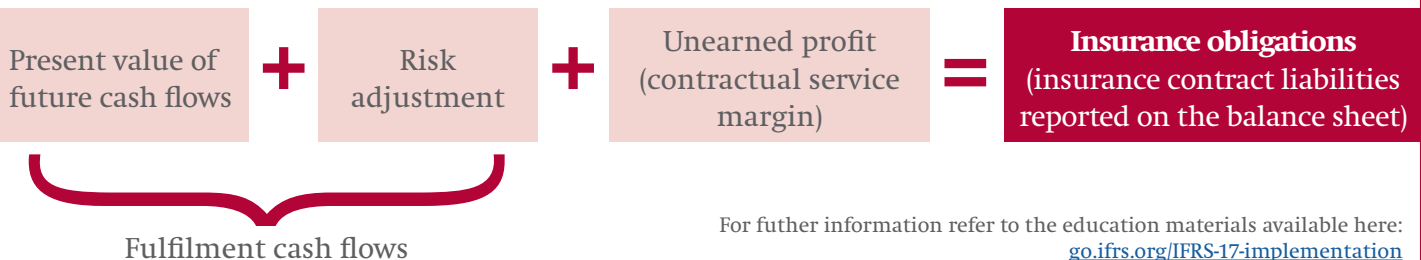 Present value of
future cash flows
+
Risk
adjustment
+
Unearned profit
(contractual service
margin)
=
Insurance obligations
(insurance contract liabilities
reported on the balance sheet)
Fulfilment cash flows
For futher information refer to the education materials available here:
go.ifrs.org/IFRS-17-implementation